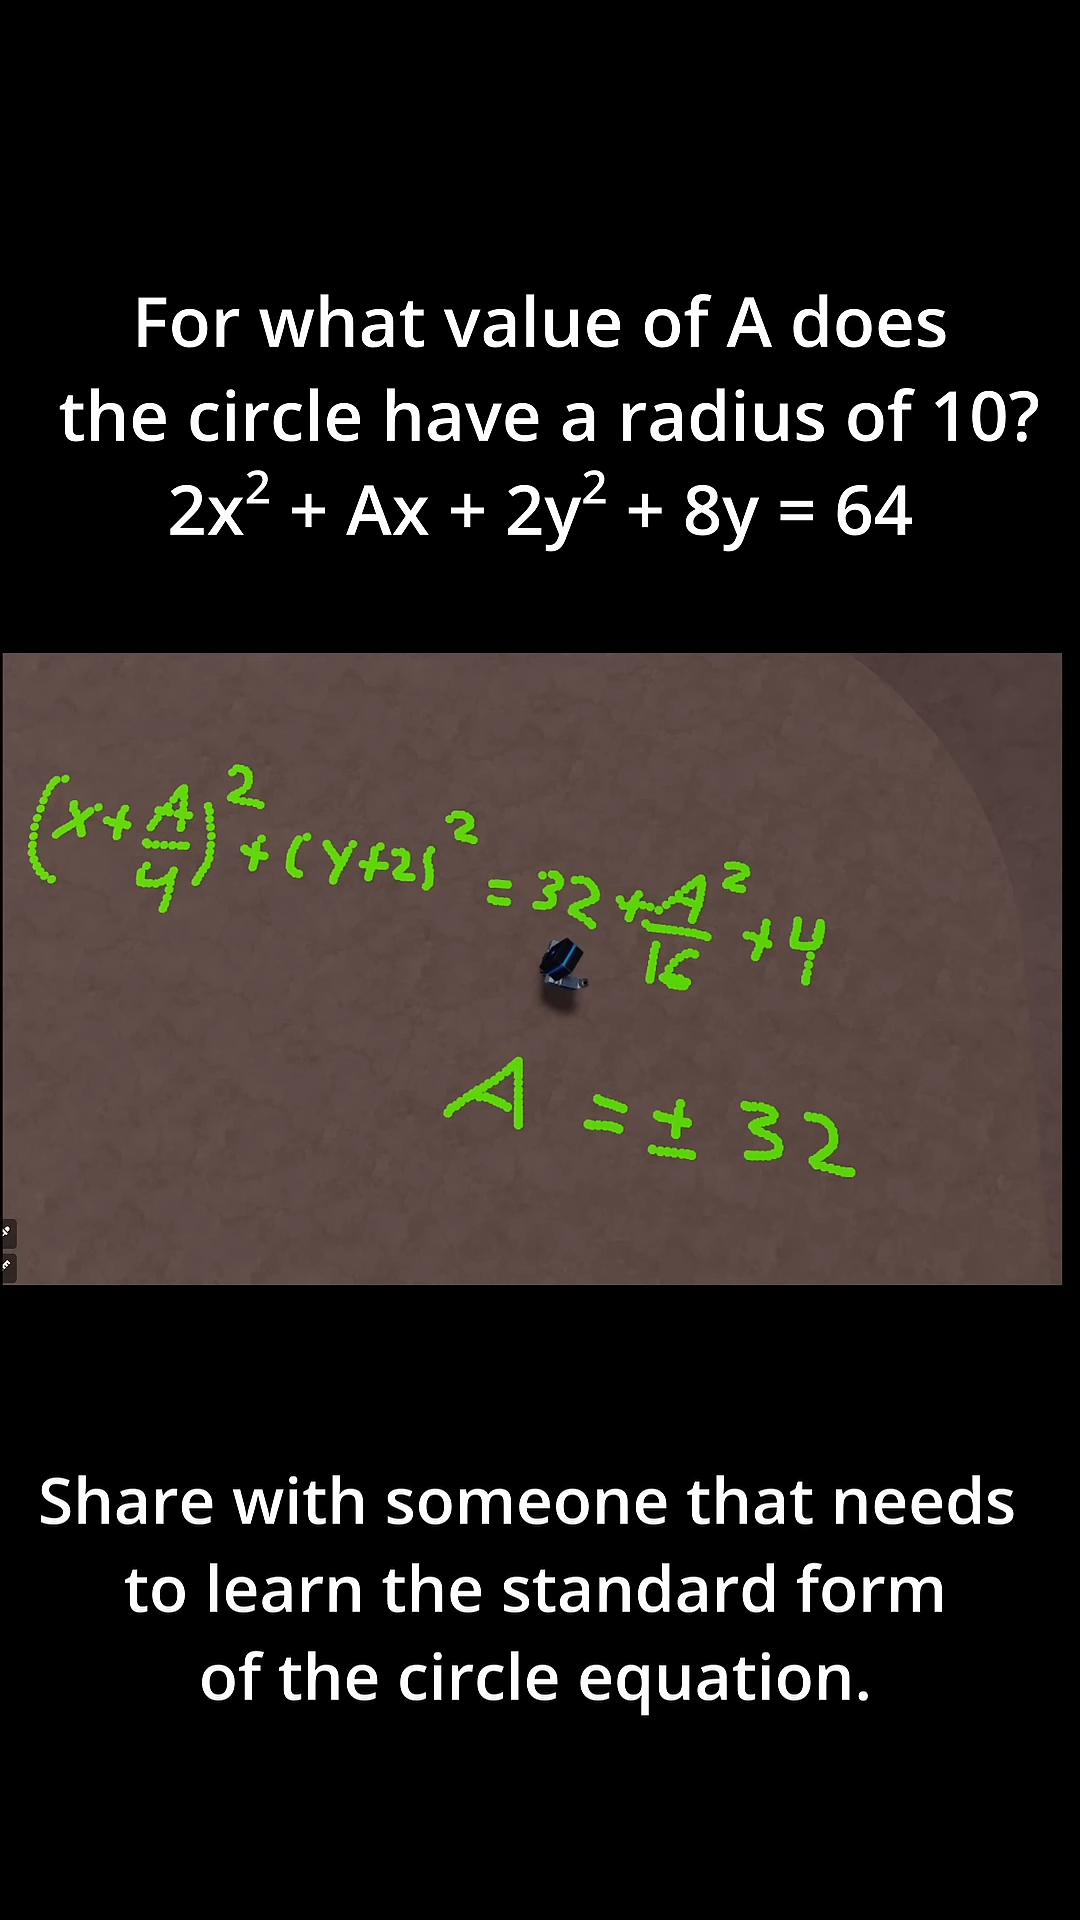 For what value of A does
the circle have a radius of 10?
2x² + Ax + 2y² + 8y = 64
(x+A/4)²+(y+2)²=32+A²/16+4
A = ± 32
Share with someone that needs
to learn the standard form
of the circle equation.